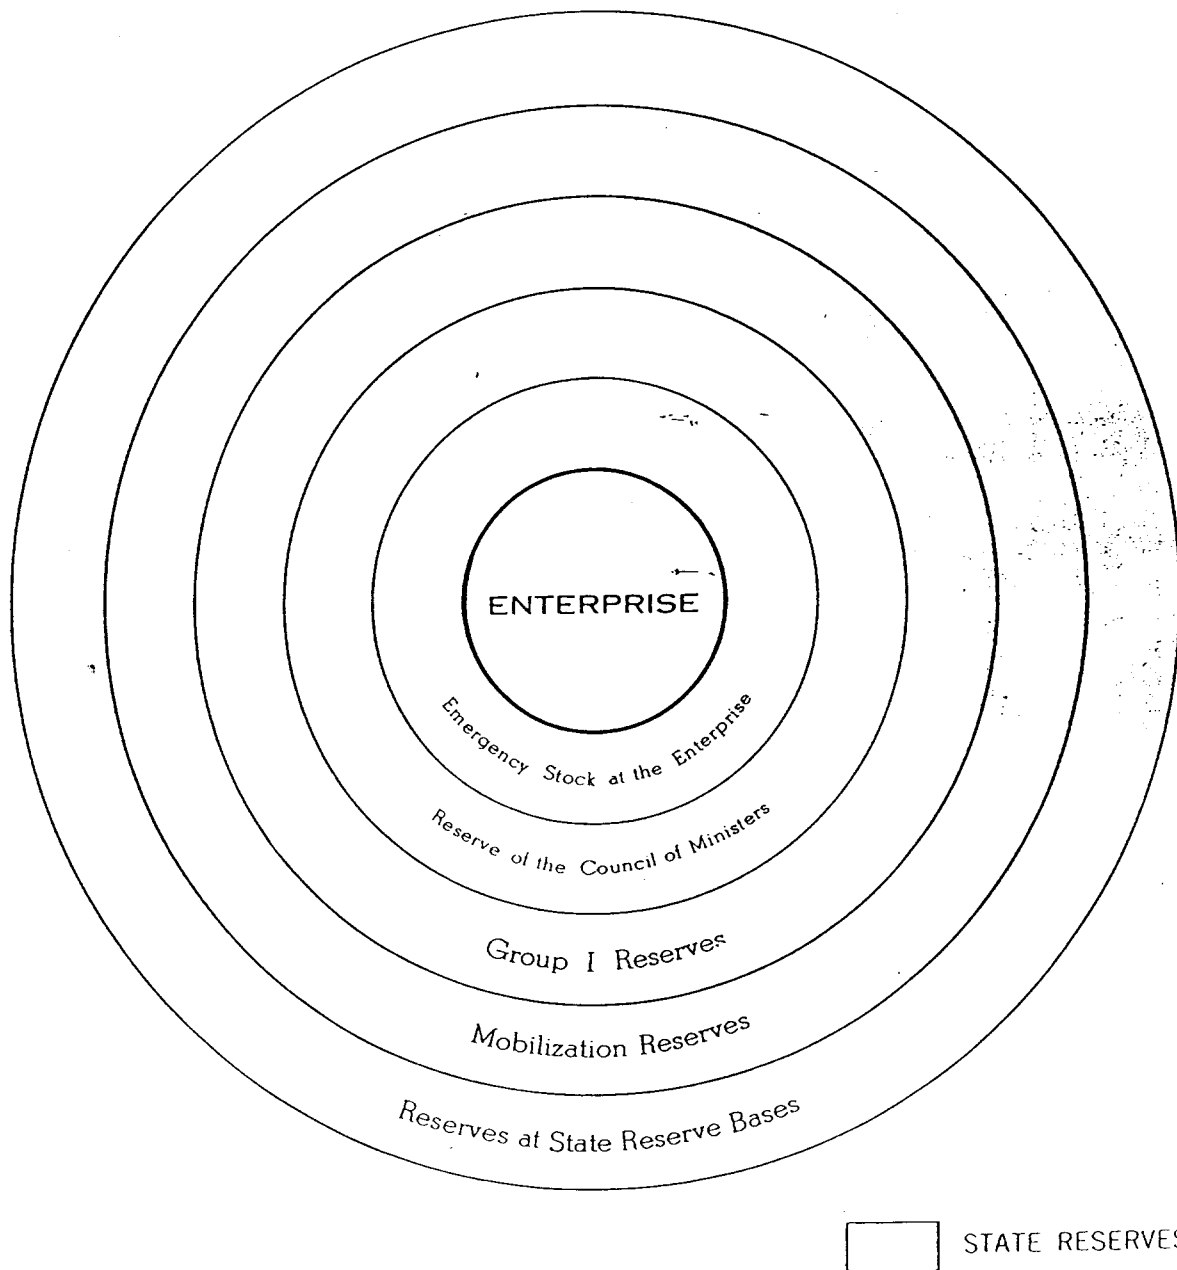 ENTERPRISE
Emergency Stock at the Enterprise
Reserve of the Council of Ministers
Group I Reserves
Mobilization Reserves
Reserves at State Reserve Bases
STATE RESERVES